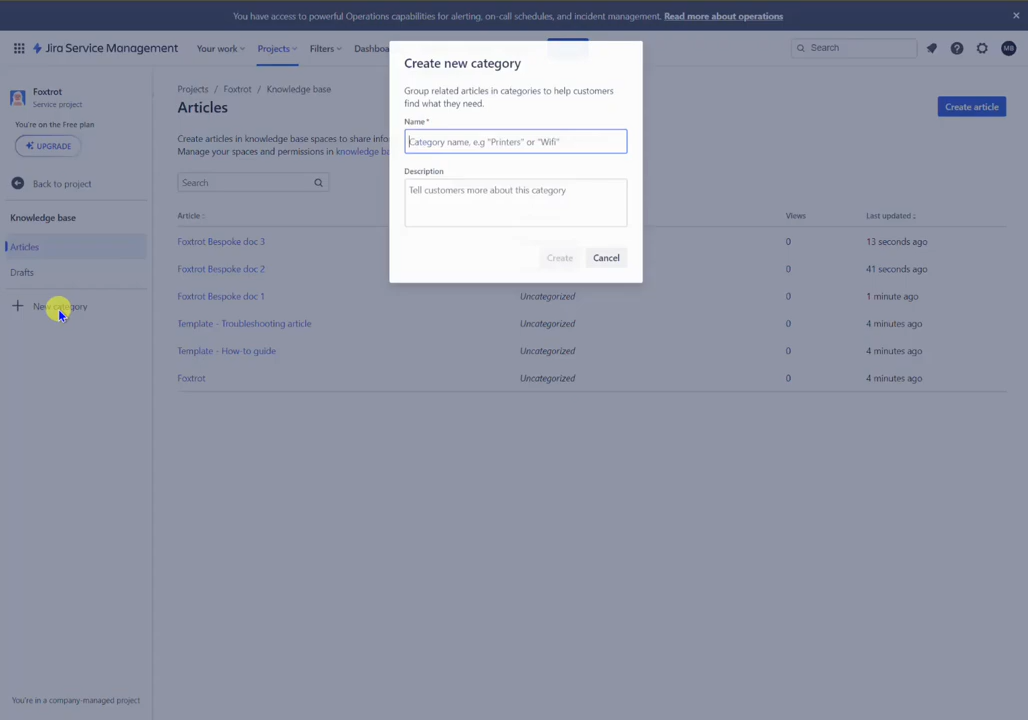 You have access to powerful Operations capabilities for alerting, on-call schedules, and incident management. Read more about operations
Jira Service Management
Your work
Projects
Filters
Dashboa
Search
MB
Foxtrot
Service project
You're on the Free plan
UPGRADE
Back to project
Knowledge base
Articles
Drafts
New category
You're in a company-managed project
Projects / Foxtrot / Knowledge base
Articles
Create article
Create articles in knowledge base spaces to share info
Manage your spaces and permissions in knowledge ba
Search
Article
Views
Last updated
Foxtrot Bespoke doc 3
0
13 seconds ago
Foxtrot Bespoke doc 2
0
41 seconds ago
Foxtrot Bespoke doc 1
Uncategorized
0
1 minute ago
Template - Troubleshooting article
Uncategorized
0
4 minutes ago
Template - How-to guide
Uncategorized
0
4 minutes ago
Foxtrot
Uncategorized
0
4 minutes ago
Create new category
Group related articles in categories to help customers
find what they need.
Name *
Category name, e.g "Printers" or "Wifi"
Description
Tell customers more about this category
Create
Cancel